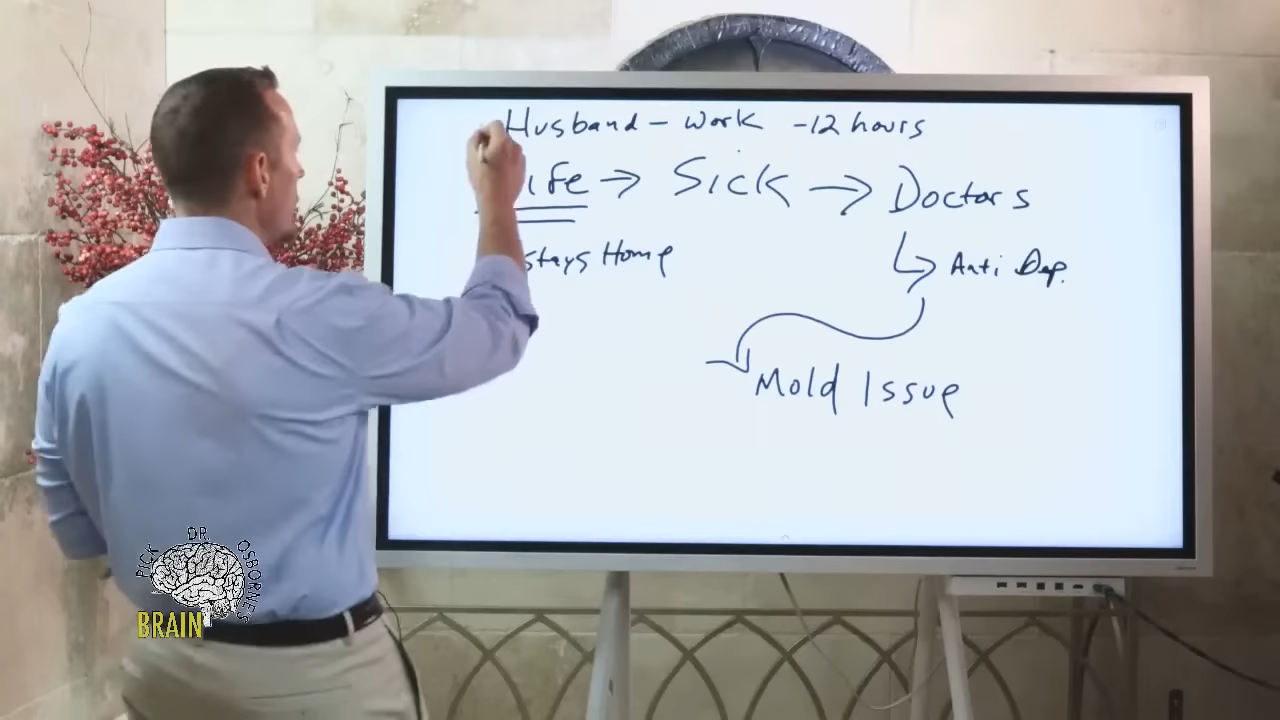 Husband - work -12 hours
ife → Sick → Doctors
stays Home
↳ Anti Dep.
Mold Issue
PICK DR OSBORNE'S
BRAIN